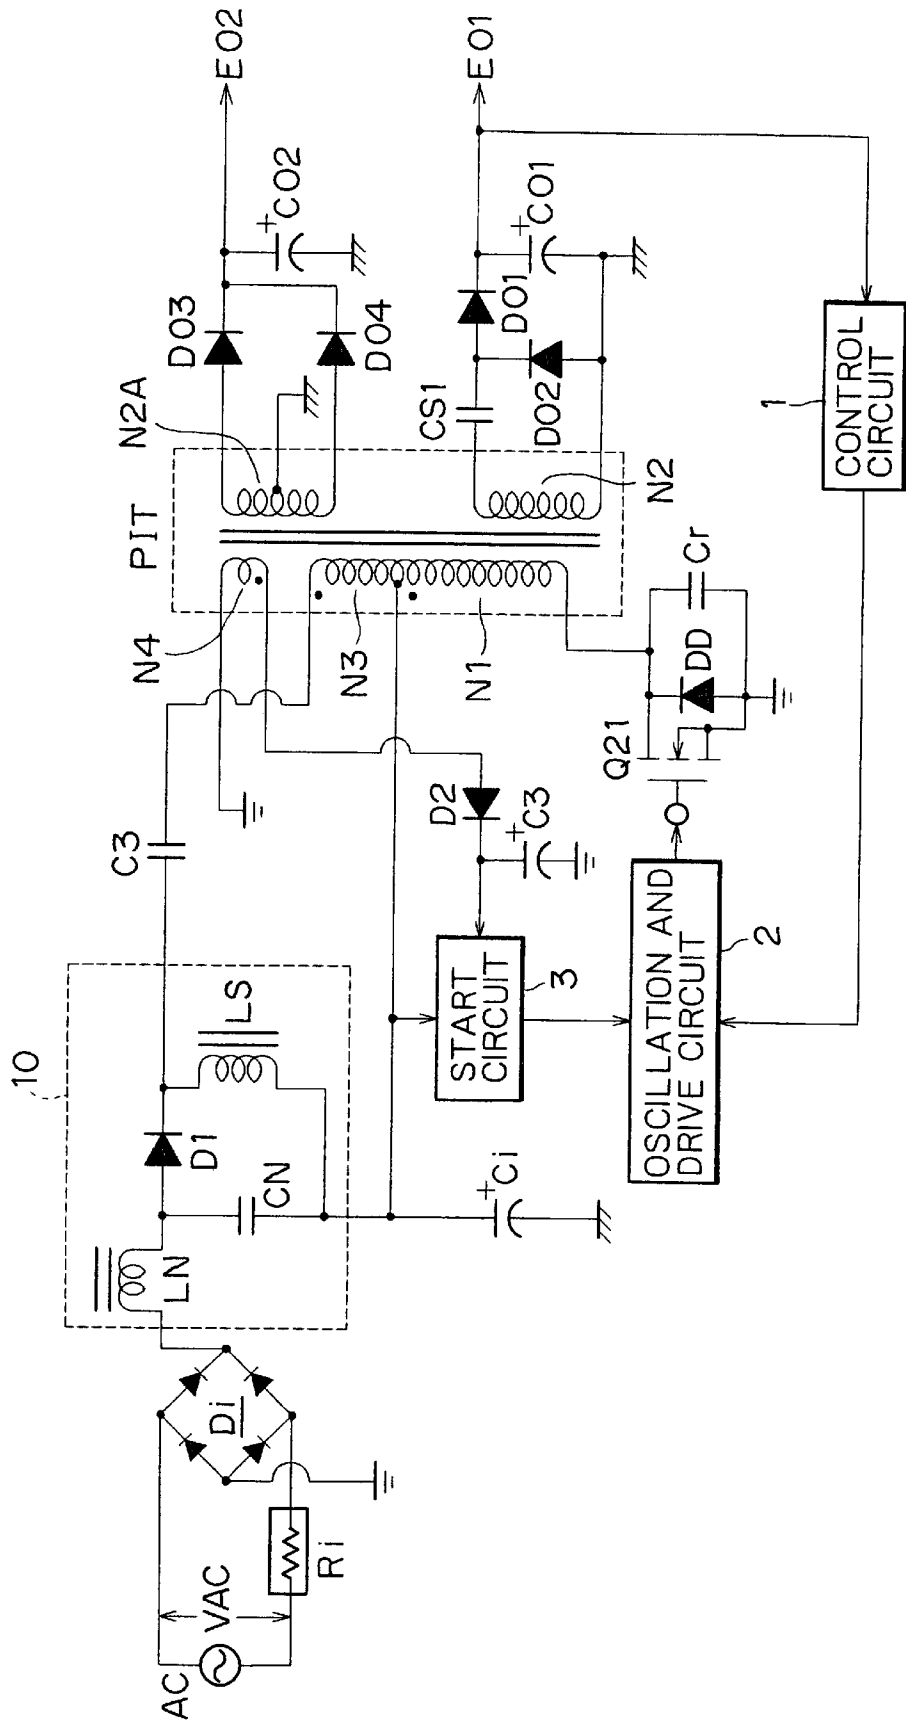 AC
VAC
Ri
Di
10
LN
D1
CN
LS
C3
Ci
START
CIRCUIT
3
D2
C3
N4
N3
N1
PIT
N2A
N2
DO3
DO4
CO2
EO2
CS1
DO1
DO2
CO1
EO1
Q21
DD
Cr
OSCILLATION AND
DRIVE CIRCUIT
2
CONTROL
CIRCUIT
1